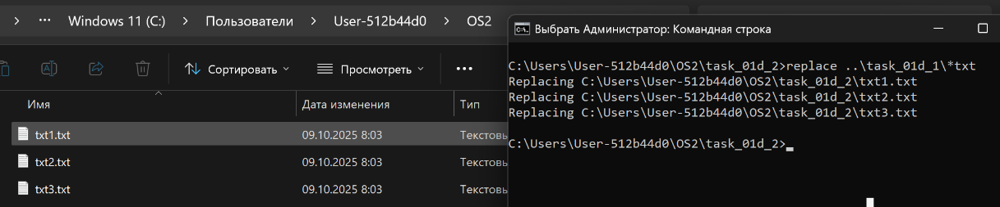 Windows 11 (C:) Пользователи User-512b44d0 OS2
Сортировать Просмотреть
Имя Дата изменения Тип
txt1.txt 09.10.2025 8:03 Текстовы
txt2.txt 09.10.2025 8:03 Текстовы
txt3.txt 09.10.2025 8:03 Текстовы
Выбрать Администратор: Командная строка
C:\Users\User-512b44d0\OS2\task_01d_2>replace ..\task_01d_1\*txt
Replacing C:\Users\User-512b44d0\OS2\task_01d_2\txt1.txt
Replacing C:\Users\User-512b44d0\OS2\task_01d_2\txt2.txt
Replacing C:\Users\User-512b44d0\OS2\task_01d_2\txt3.txt
C:\Users\User-512b44d0\OS2\task_01d_2>